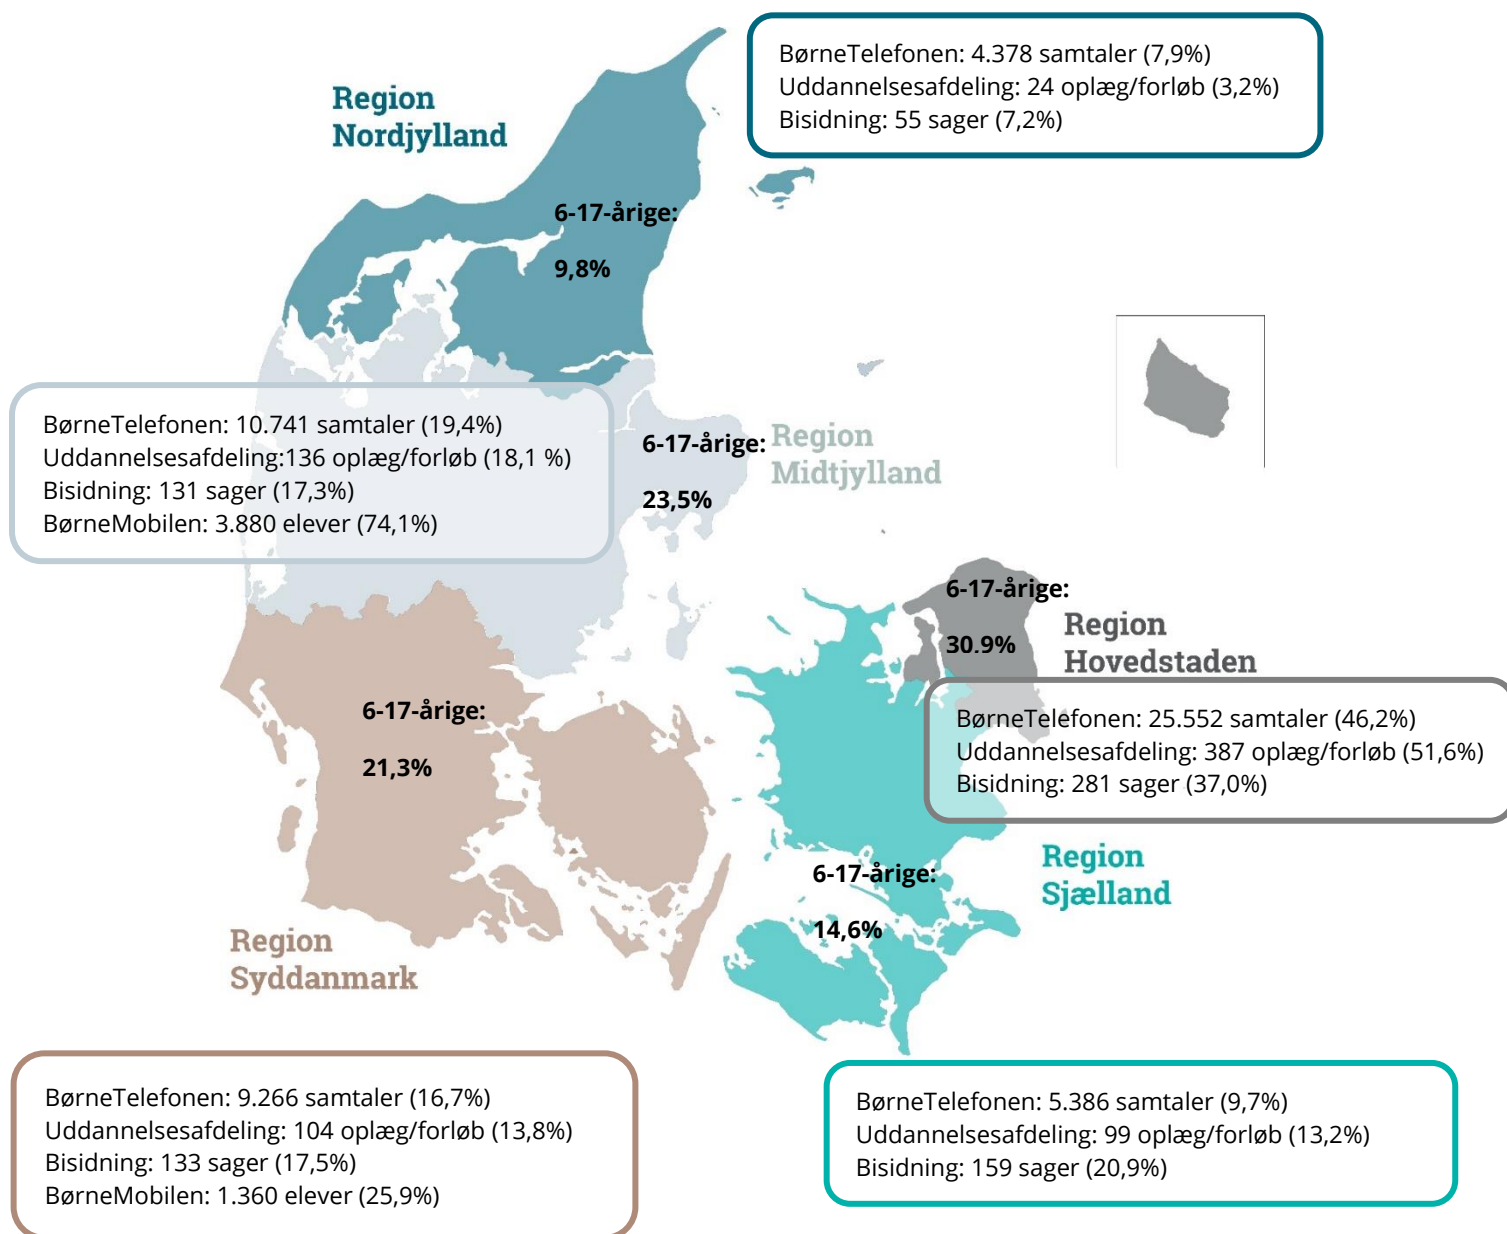 BørneTelefonen: 4.378 samtaler (7,9%)
Uddannelsesafdeling: 24 oplæg/forløb (3,2%)
Bisidning: 55 sager (7,2%)
Region
Nordjylland
6-17-årige:
9,8%
BørneTelefonen: 10.741 samtaler (19,4%)
Uddannelsesafdeling:136 oplæg/forløb (18,1 %)
Bisidning: 131 sager (17,3%)
BørneMobilen: 3.880 elever (74,1%)
6-17-årige:
23,5%
Region
Midtjylland
6-17-årige:
30.9%
Region
Hovedstaden
BørneTelefonen: 25.552 samtaler (46,2%)
Uddannelsesafdeling: 387 oplæg/forløb (51,6%)
Bisidning: 281 sager (37,0%)
6-17-årige:
21,3%
Region
Syddanmark
6-17-årige:
14,6%
Region
Sjælland
BørneTelefonen: 9.266 samtaler (16,7%)
Uddannelsesafdeling: 104 oplæg/forløb (13,8%)
Bisidning: 133 sager (17,5%)
BørneMobilen: 1.360 elever (25,9%)
BørneTelefonen: 5.386 samtaler (9,7%)
Uddannelsesafdeling: 99 oplæg/forløb (13,2%)
Bisidning: 159 sager (20,9%)